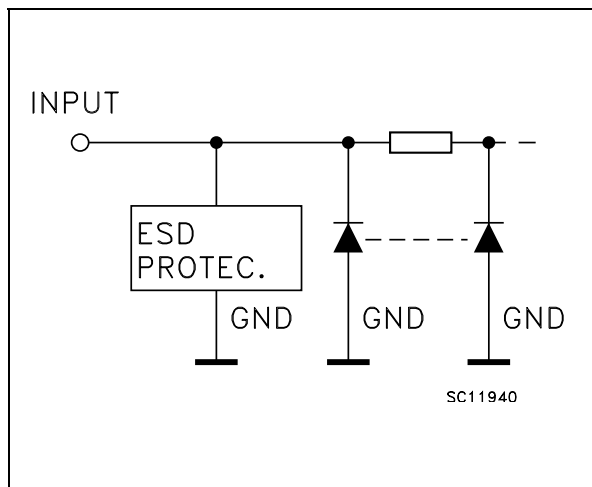 INPUT
ESD
PROTEC.
GND
GND
GND
SC11940